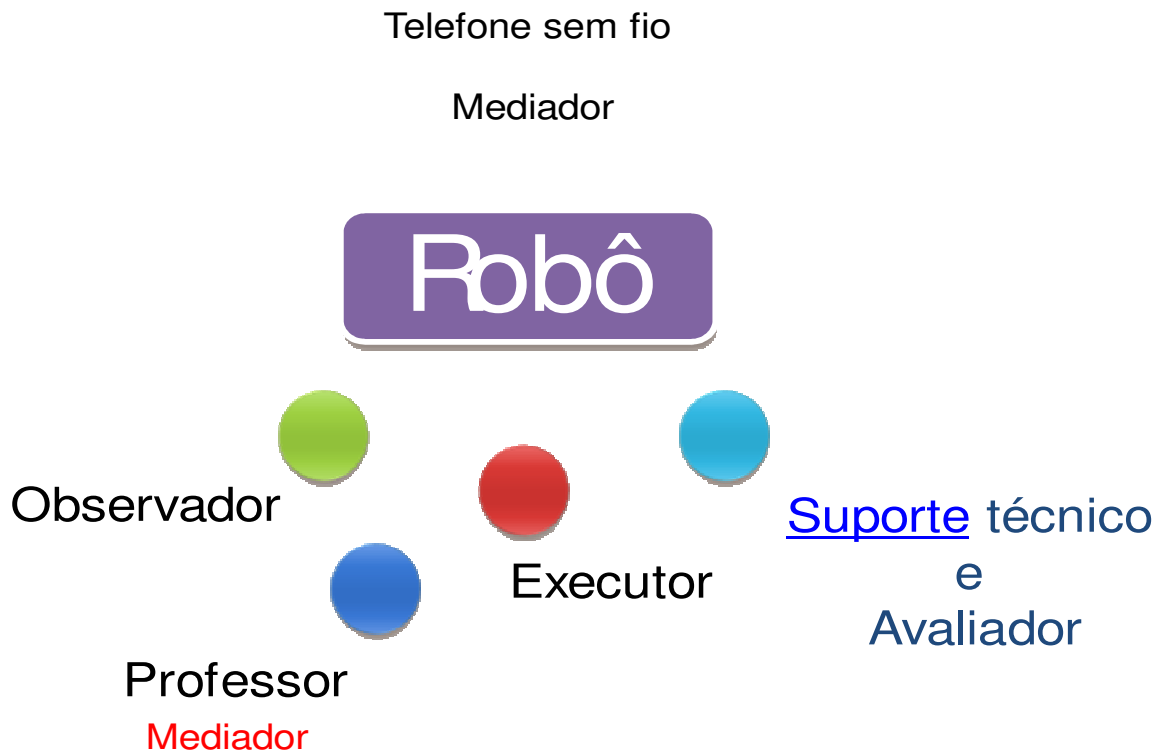 Telefone sem fio
Mediador
Robô
Observador
Executor
Suporte técnico
e
Avaliador
Professor
Mediador